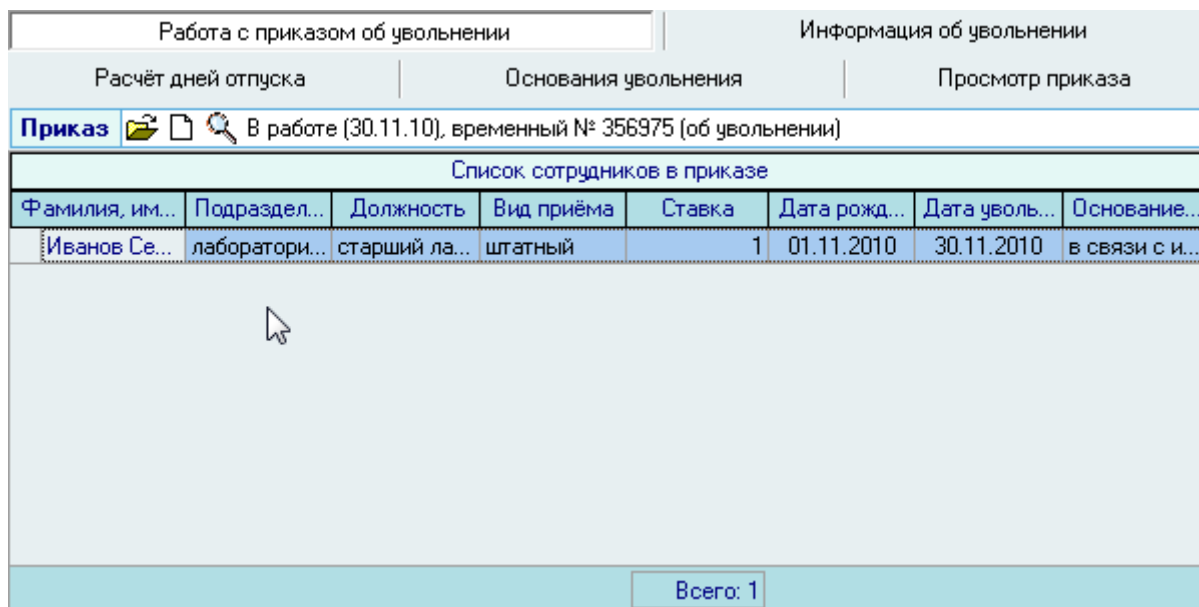 Работа с приказом об увольнении Информация об увольнении
Расчёт дней отпуска Основания увольнения Просмотр приказа
Приказ В работе (30.11.10), временный № 356975 (об увольнении)
Список сотрудников в приказе
Фамилия, им... Подраздел... Должность Вид приёма Ставка Дата рожд... Дата уволь... Основание...
Иванов Се... лаборатори... старший ла... штатный 1 01.11.2010 30.11.2010 в связи с и...
Всего: 1